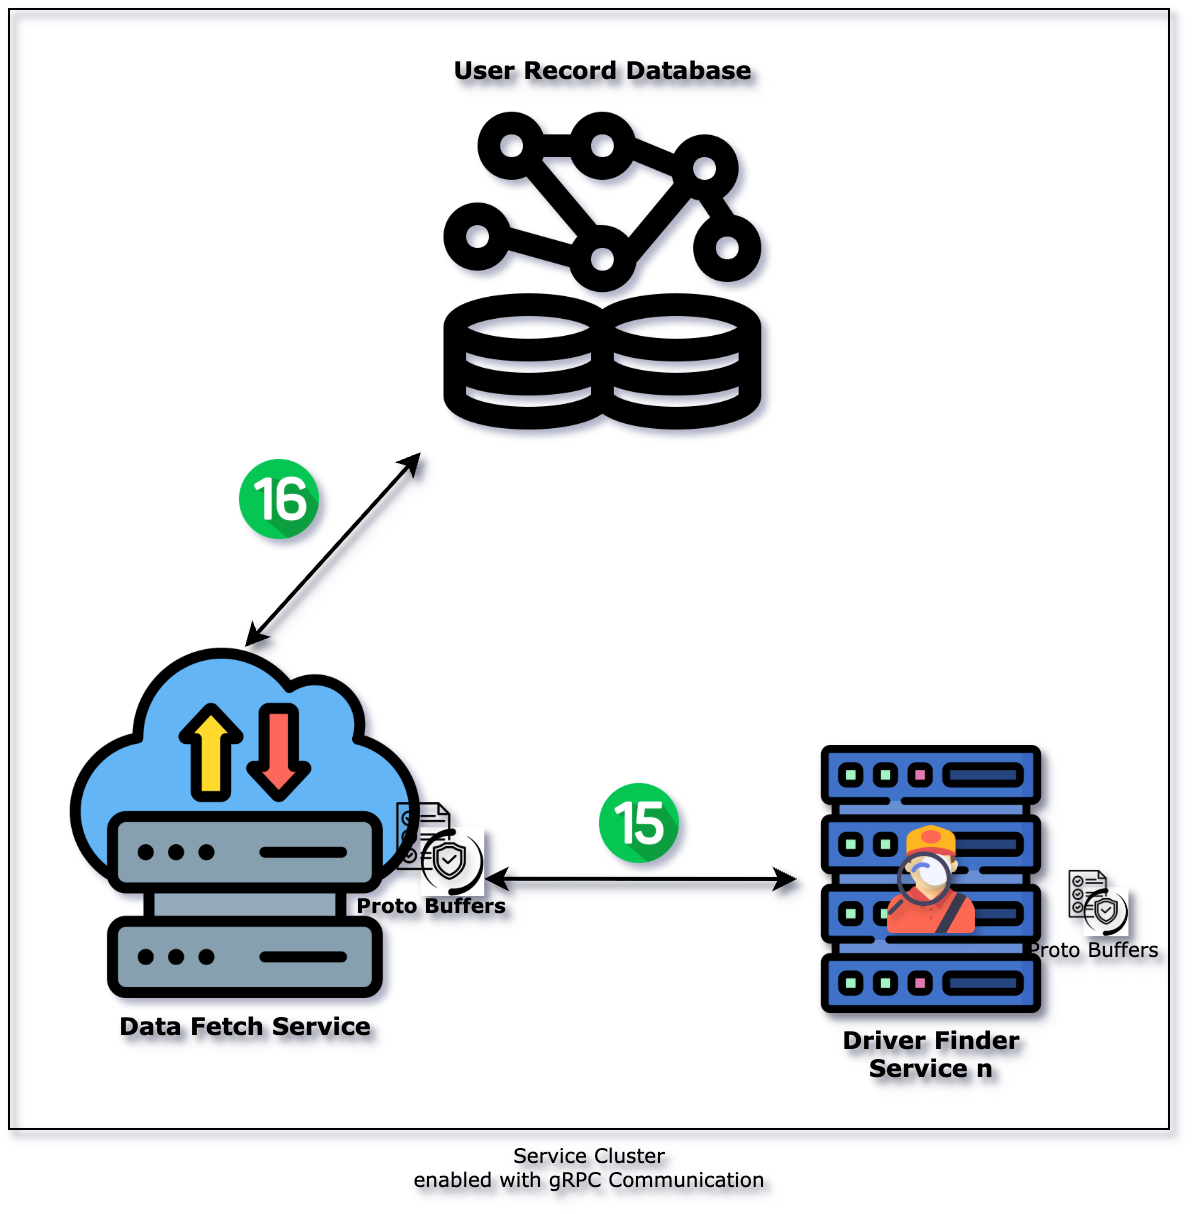 User Record Database
16
15
Proto Buffers
Proto Buffers
Data Fetch Service
Driver Finder
Service n
Service Cluster
enabled with gRPC Communication